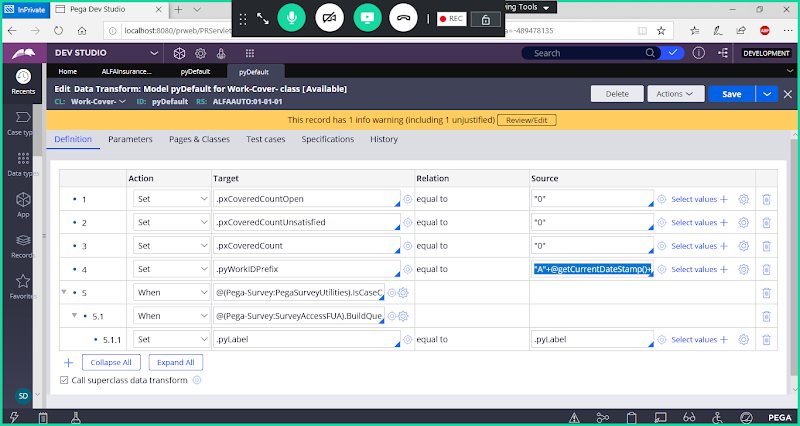 InPrivate Pega Dev Studio
localhost:8080/prweb/PRServlet
REC
ving Tools
a=-489478135
DEV STUDIO Search DEVELOPMENT
Recents Home ALFAInsurance... pyDefault pyDefault
Edit Data Transform: Model pyDefault for Work-Cover- class [Available]
CL: Work-Cover- ID: pyDefault RS: ALFAAUTO:01-01-01
Delete Actions Save
This record has 1 info warning (including 1 unjustified) Review/Edit
Definition Parameters Pages & Classes Test cases Specifications History
Case typ
Data type
App
Records
Favorite
Action Target Relation Source
1 Set .pxCoveredCountOpen equal to "0" Select values
2 Set .pxCoveredCountUnsatisfied equal to "0" Select values
3 Set .pxCoveredCount equal to "0" Select values
4 Set .pyWorkIDPrefix equal to "A"+@getCurrentDateStamp()+ Select values
5 When @(Pega-Survey:PegaSurveyUtilities).IsCaseC
5.1 When @(Pega-Survey:SurveyAccessFUA).BuildQue
5.1.1 Set .pyLabel equal to .pyLabel Select values
Collapse All Expand All
Call superclass data transform
SD
PEGA